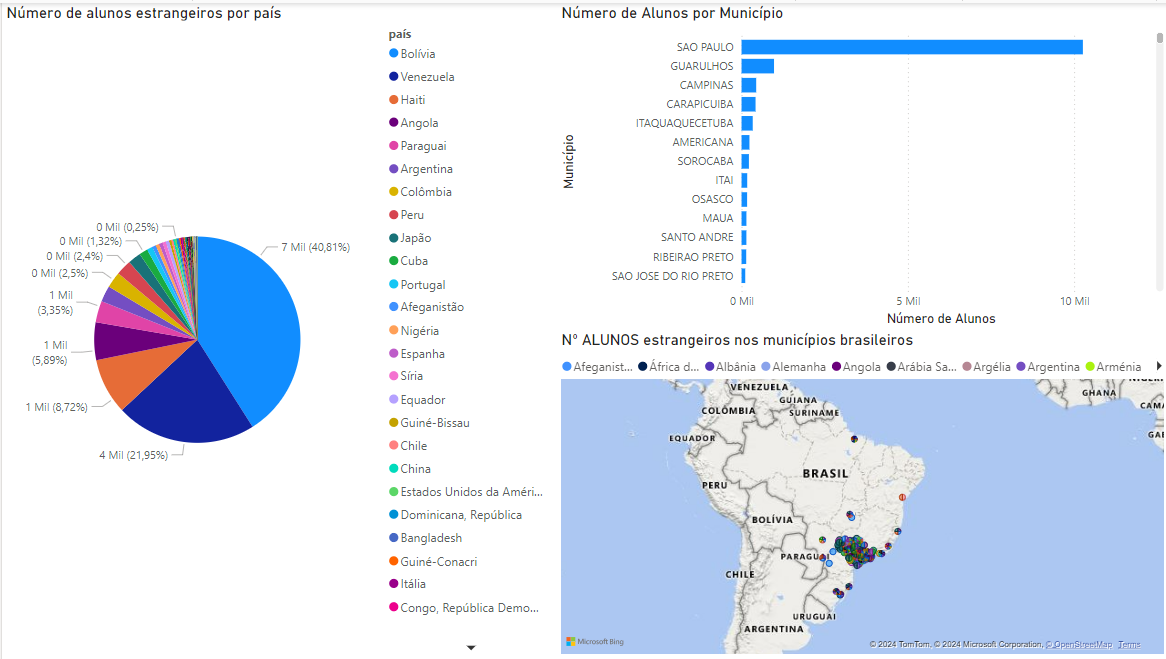 Número de alunos estrangeiros por país
0 Mil (0,25%)
0 Mil (1,32%)
0 Mil (2,4%)
0 Mil (2,5%)
1 Mil
(3,35%)
1 Mil
(5,89%)
1 Mil (8,72%)
4 Mil (21,95%)
7 Mil (40,81%)
país
Bolívia
Venezuela
Haiti
Angola
Paraguai
Argentina
Colômbia
Peru
Japão
Cuba
Portugal
Afeganistão
Nigéria
Espanha
Síria
Equador
Guiné-Bissau
Chile
China
Estados Unidos da Améri...
Dominicana, República
Bangladesh
Guiné-Conacri
Itália
Congo, República Demo...
Número de Alunos por Município
Município
SAO PAULO
GUARULHOS
CAMPINAS
CARAPICUIBA
ITAQUAQUECETUBA
AMERICANA
SOROCABA
ITAI
OSASCO
MAUA
SANTO ANDRE
RIBEIRAO PRETO
SAO JOSE DO RIO PRETO
0 Mil 5 Mil 10 Mil
Número de Alunos
Nº ALUNOS estrangeiros nos municípios brasileiros
Afeganist... África d... Albânia Alemanha Angola Arábia Sa... Argélia Argentina Arménia
VENEZUELA
GUIANA
COLÔMBIA
SURINAME
GHANA
CAMA
GAB
EQUADOR
BRASIL
PERU
BOLÍVIA
PARAGUAI
CHILE
URUGUAI
ARGENTINA
Microsoft Bing
© 2024 TomTom, © 2024 Microsoft Corporation, © OpenStreetMap Terms